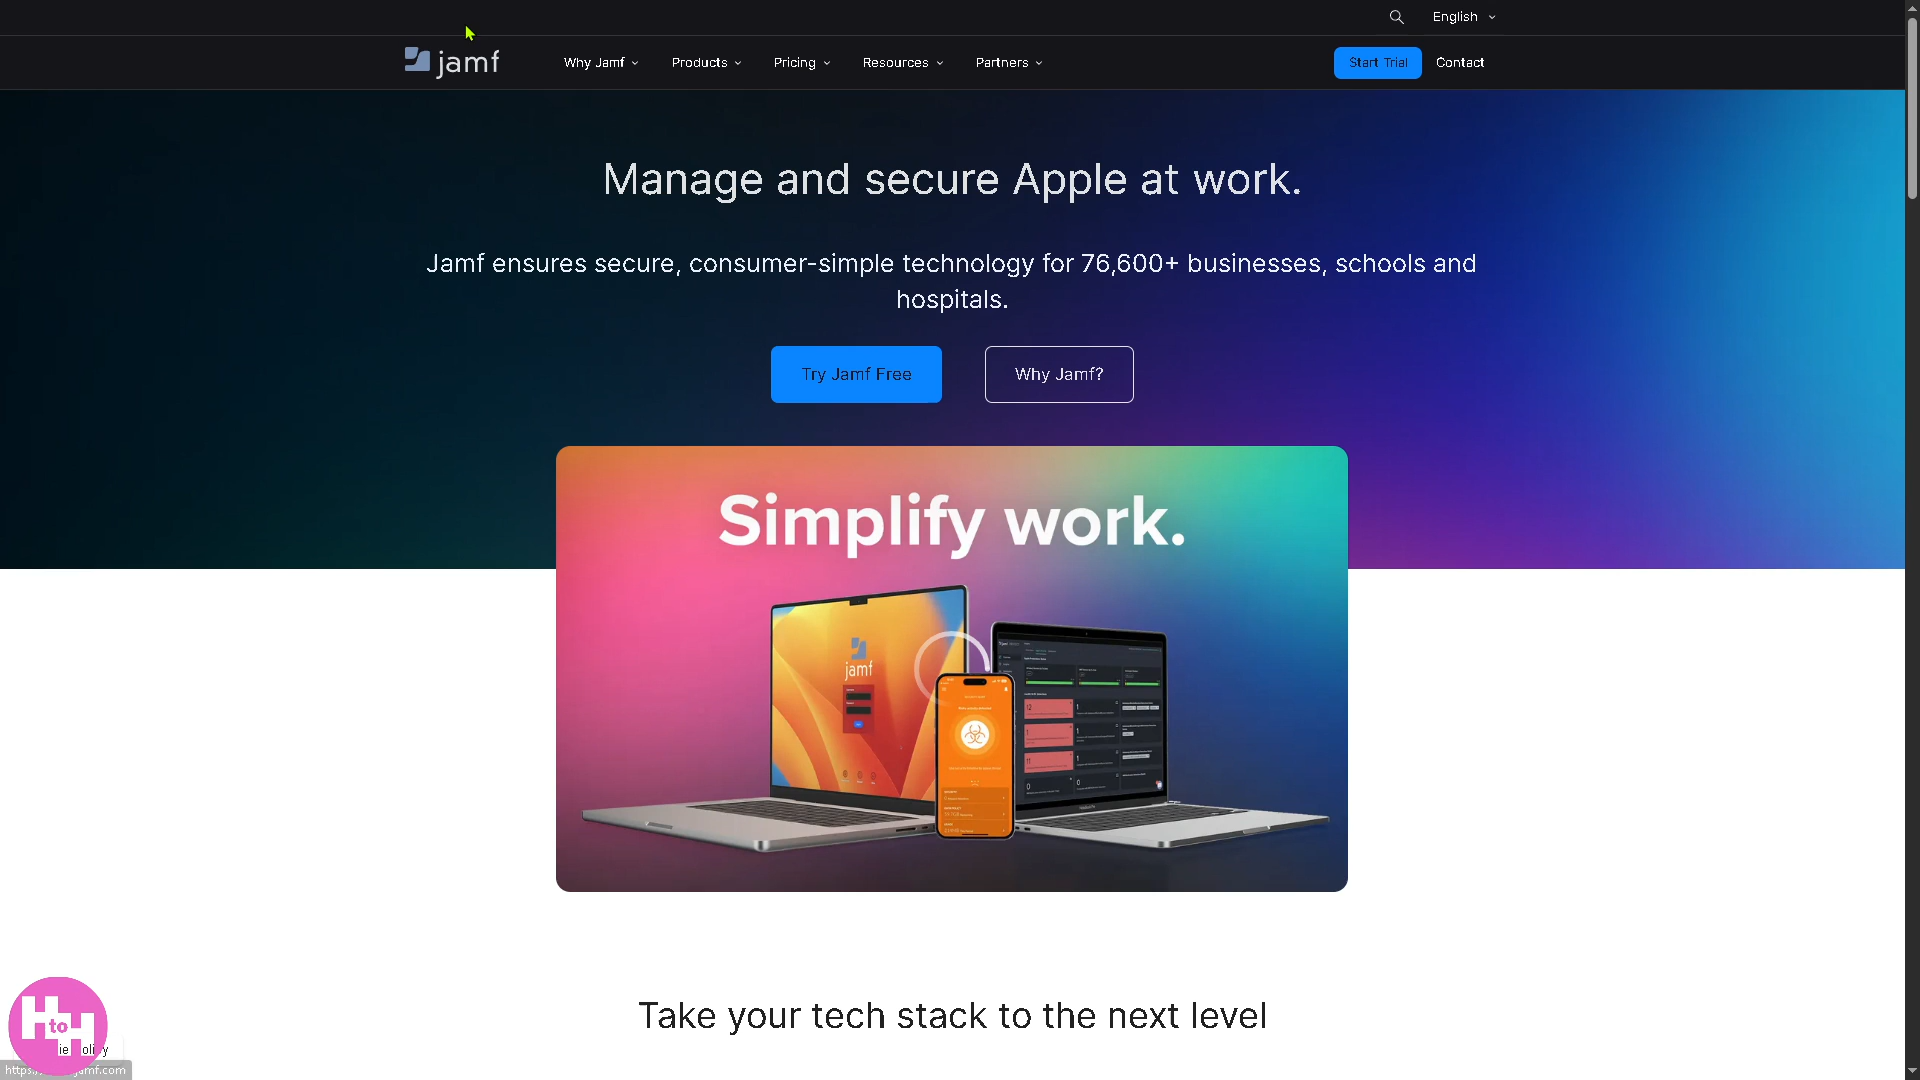 English
jamf
Why Jamf
Products
Pricing
Resources
Partners
Start Trial
Contact
Manage and secure Apple at work.
Jamf ensures secure, consumer-simple technology for 76,600+ businesses, schools and
hospitals.
Try Jamf Free
Why Jamf?
Simplify work.
jamf
Take your tech stack to the next level
H to H